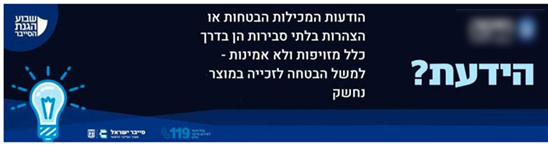 שבוע
הגנת
הסייבר
הודעות המכילות הבטחות או
הצהרות בלתי סבירות הן בדרך
כלל מזויפות ולא אמינות -
למשל הבטחה לזכייה במוצר
נחשק
הידעת?
סייבר ישראל
119